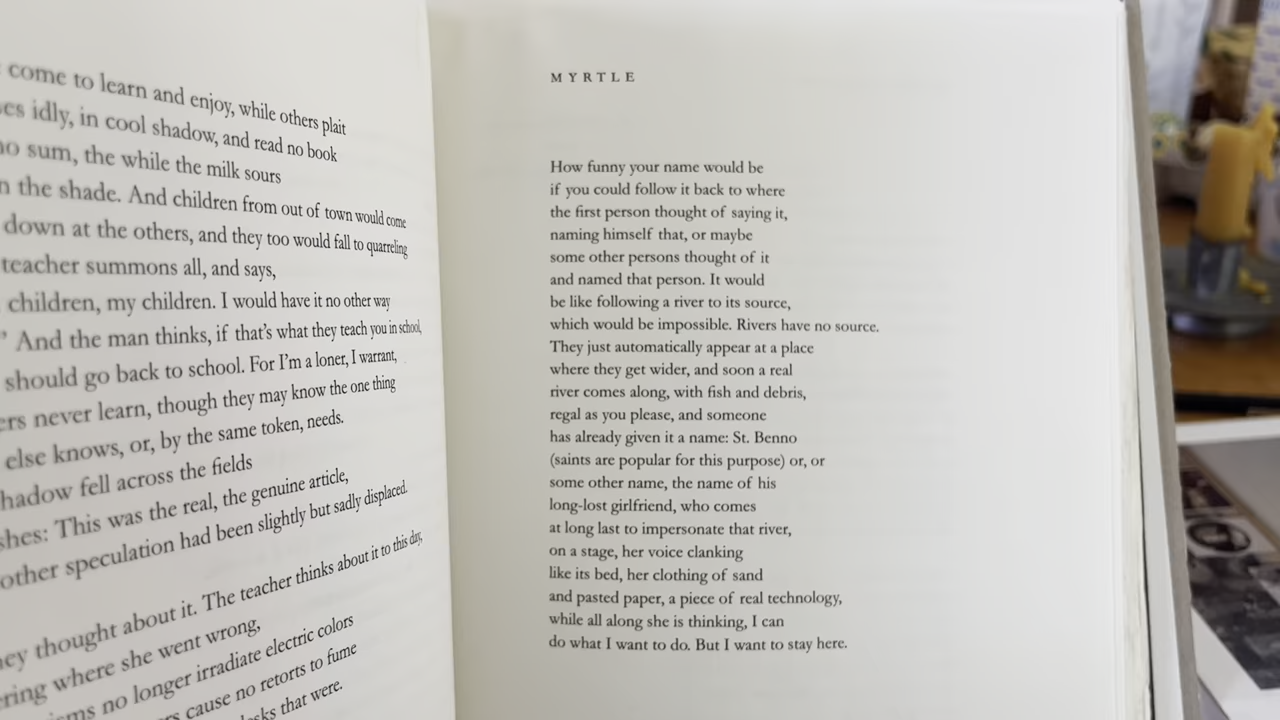 come to learn and enjoy, while others plait
idly, in cool shadow, and read no book
no sum, the while the milk sours
the shade. And children from out of town would come
down at the others, and they too would fall to quarreling
teacher summons all, and says,
children, my children. I would have it no other way
” And the man thinks, if that’s what they teach you in school,
should go back to school. For I’m a loner, I warrant,
never learn, though they may know the one thing
else knows, or, by the same token, needs.
fell across the fields
This was the real, the genuine article,
other speculation had been slightly but sadly displaced.
thought about it. The teacher thinks about it to this day,
where she went wrong,
no longer irradiate electric colors
cause no retorts to fume
that were.
MYRTLE
How funny your name would be
if you could follow it back to where
the first person thought of saying it,
naming himself that, or maybe
some other persons thought of it
and named that person. It would
be like following a river to its source,
which would be impossible. Rivers have no source.
They just automatically appear at a place
where they get wider, and soon a real
river comes along, with fish and debris,
regal as you please, and someone
has already given it a name: St. Benno
(saints are popular for this purpose) or, or
some other name, the name of his
long-lost girlfriend, who comes
at long last to impersonate that river,
on a stage, her voice clanking
like its bed, her clothing of sand
and pasted paper, a piece of real technology,
while all along she is thinking, I can
do what I want to do. But I want to stay here.